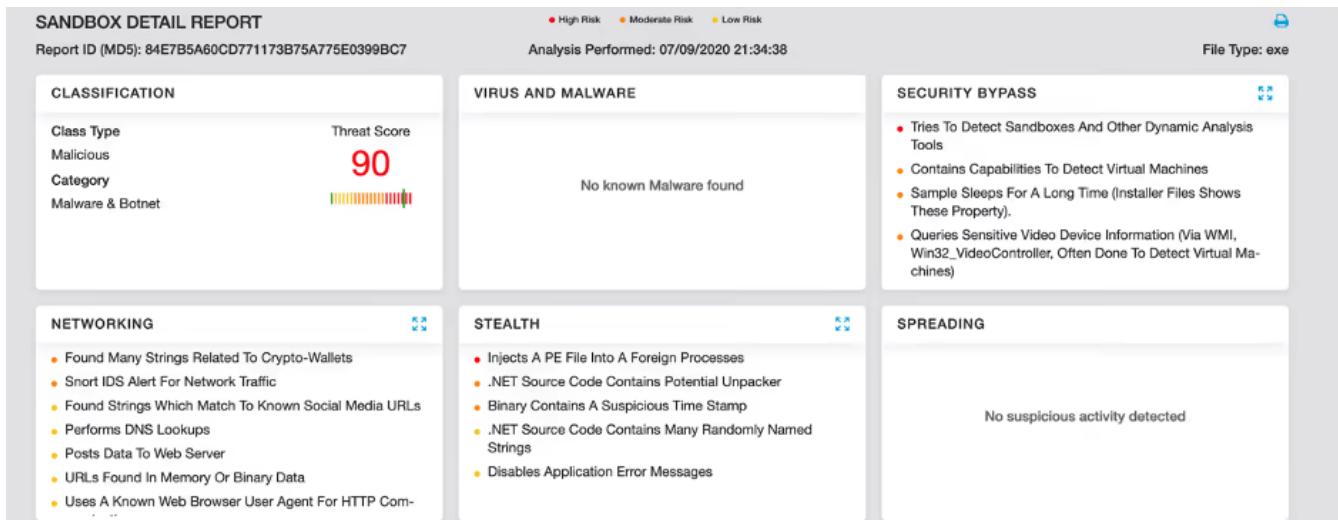 SANDBOX DETAIL REPORT
High Risk Moderate Risk Low Risk
Report ID (MD5): 84E7B5A60CD771173B75A775E0399BC7
Analysis Performed: 07/09/2020 21:34:38
File Type: exe
CLASSIFICATION
Class Type
Threat Score
Malicious
90
Category
Malware & Botnet
VIRUS AND MALWARE
No known Malware found
SECURITY BYPASS
Tries To Detect Sandboxes And Other Dynamic Analysis
Tools
Contains Capabilities To Detect Virtual Machines
Sample Sleeps For A Long Time (Installer Files Shows
These Property).
Queries Sensitive Video Device Information (Via WMI,
Win32_VideoController, Often Done To Detect Virtual Ma-
chines)
NETWORKING
Found Many Strings Related To Crypto-Wallets
Snort IDS Alert For Network Traffic
Found Strings Which Match To Known Social Media URLs
Performs DNS Lookups
Posts Data To Web Server
URLs Found In Memory Or Binary Data
Uses A Known Web Browser User Agent For HTTP Com-
STEALTH
Injects A PE File Into A Foreign Processes
.NET Source Code Contains Potential Unpacker
Binary Contains A Suspicious Time Stamp
.NET Source Code Contains Many Randomly Named
Strings
Disables Application Error Messages
SPREADING
No suspicious activity detected